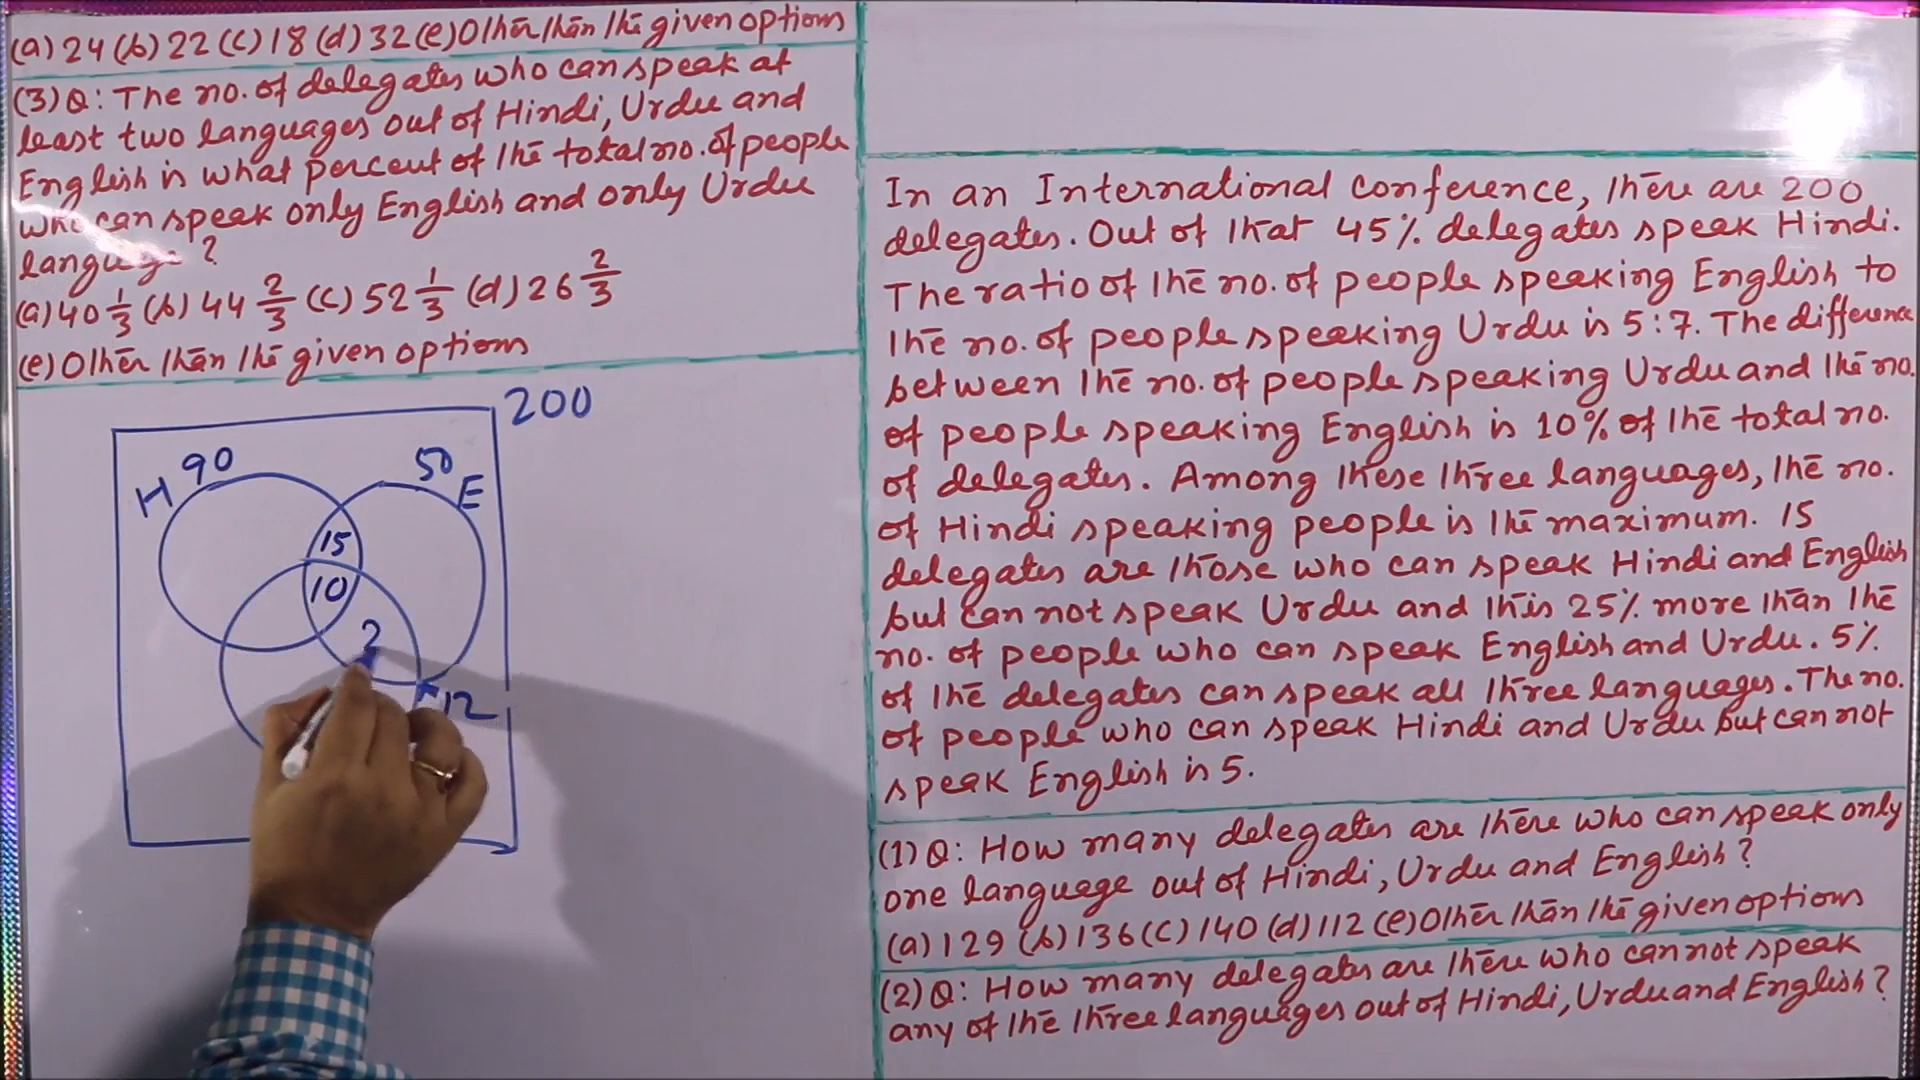 (a) 24 (b) 22 (c) 18 (d) 32 (e) Other than the given options
(3) Q: The no. of delegates who can speak at
least two languages out of Hindi, Urdu and
English is what percent of the total no. of people
who can speak only English and only Urdu
language?
(a) 40 1/3 (b) 44 2/3 (c) 52 1/3 (d) 26 2/3
(e) Other than the given options
200
H 90
50
E
15
10
2
12
In an International conference, there are 200
delegates. Out of that 45% delegates speak Hindi.
The ratio of the no. of people speaking English to
the no. of people speaking Urdu is 5:7. The difference
between the no. of people speaking Urdu and the no.
of people speaking English is 10% of the total no.
of delegates. Among these three languages, the no.
of Hindi speaking people is the maximum. 15
delegates are those who can speak Hindi and English
but can not speak Urdu and this 25% more than the
no. of people who can speak English and Urdu. 5%
of the delegates can speak all three languages. The no.
of people who can speak Hindi and Urdu but can not
speak English is 5.
(1) Q: How many delegates are there who can speak only
one language out of Hindi, Urdu and English?
(a) 129 (b) 136 (c) 140 (d) 112 (e) Other than the given options
(2) Q: How many delegates are there who can not speak
any of the three languages out of Hindi, Urdu and English?